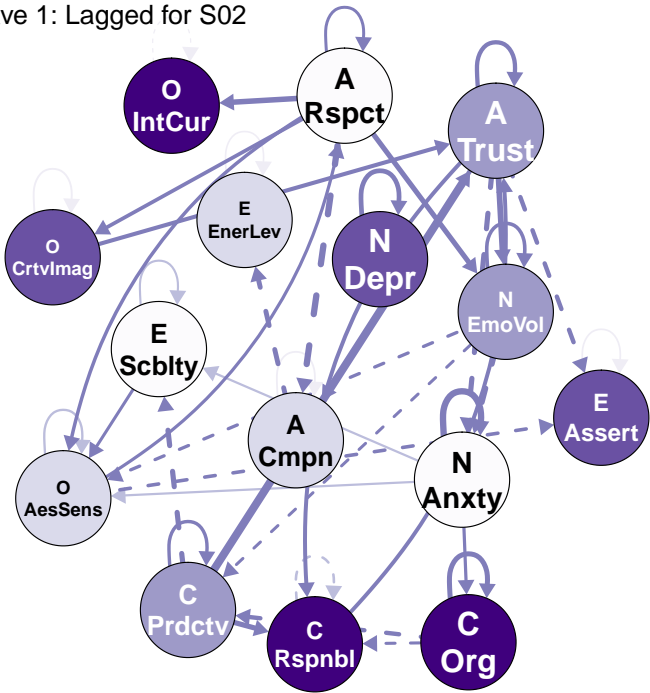 ve 1: Lagged for S02
A
Rspct
O
IntCur
A
Trust
E
EnerLev
O
CrtvImag
N
Depr
N
EmoVol
E
Scblty
E
Assert
A
Cmpn
N
Anxty
O
AesSens
C
Prdctv
C
Rspnbl
C
Org